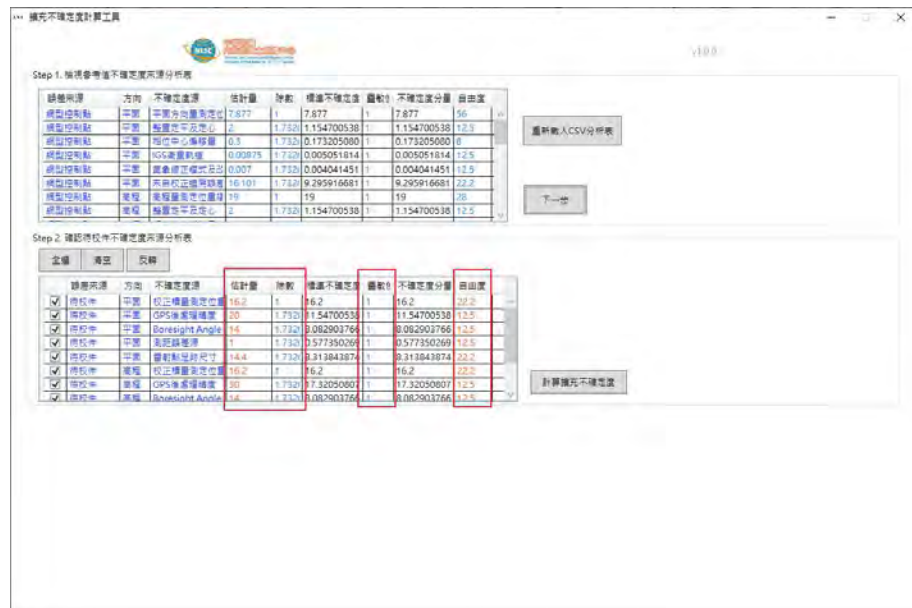 擴充不確定度計算工具
NLSC
v1.0.0
Step 1. 檢視參考值不確定度來源分析表
誤差來源 方向 不確定度源 估計量 除數 標準不確定度 靈敏係 不確定度分量 自由度
網型控制點 平面 平面方向量測定位 7.877 1 7.877 1 7.877 56
網型控制點 平面 整置定平及定心 2 1.732 1.154700538 1 1.154700538 12.5
網型控制點 平面 相位中心偏移量 0.3 1.732 0.173205080 1 0.173205080 8
網型控制點 平面 IGS衛星軌道 0.00875 1.732 0.005051814 1 0.005051814 12.5
網型控制點 平面 0.007 1.732 0.004041451 1 0.004041451 12.5
網型控制點 平面 16.101 1.732 9.295916681 1 9.295916681 22.2
網型控制點 高程 高程量測定位 19 1 19 1 19 28
網型控制點 高程 整置定平及定心 2 1.732 1.154700538 1 1.154700538 12.5
重新載入CSV分析表
下一步
Step 2. 確認待校件不確定度來源分析表
全選 清空 反轉
誤差來源 方向 不確定度源 估計量 除數 標準不確定度 靈敏係 不確定度分量 自由度
待校件 平面 校正標量測定位 16.2 1 16.2 1 16.2 22.2
待校件 平面 GPS後處理精度 20 1.732 11.54700538 1 11.54700538 12.5
待校件 平面 Boresight Angle 14 1.732 8.082903766 1 8.082903766 12.5
待校件 平面 測距誤差源 1 1.732 0.577350269 1 0.577350269 12.5
待校件 平面 雷射點足跡尺寸 14.4 1.732 8.313843874 1 8.313843874 22.2
待校件 高程 校正標量測定位 16.2 1 16.2 1 16.2 22.2
待校件 高程 GPS後處理精度 30 1.732 17.32050807 1 17.32050807 12.5
待校件 高程 Boresight Angle 14 1.732 8.082903766 1 8.082903766 12.5
計算擴充不確定度